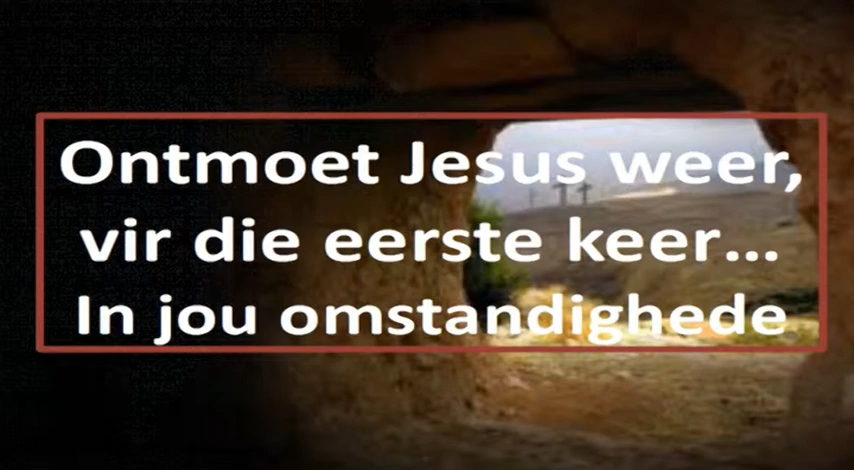 Ontmoet Jesus weer,
vir die eerste keer...
In jou omstandighede